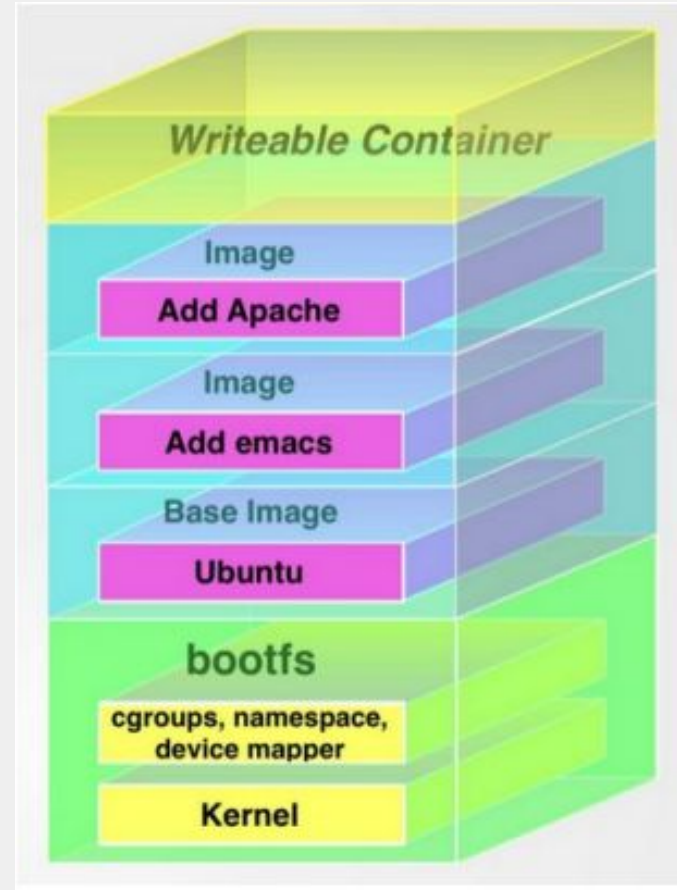 Writeable Container
Image
Add Apache
Image
Add emacs
Base Image
Ubuntu
bootfs
cgroups, namespace,
device mapper
Kernel